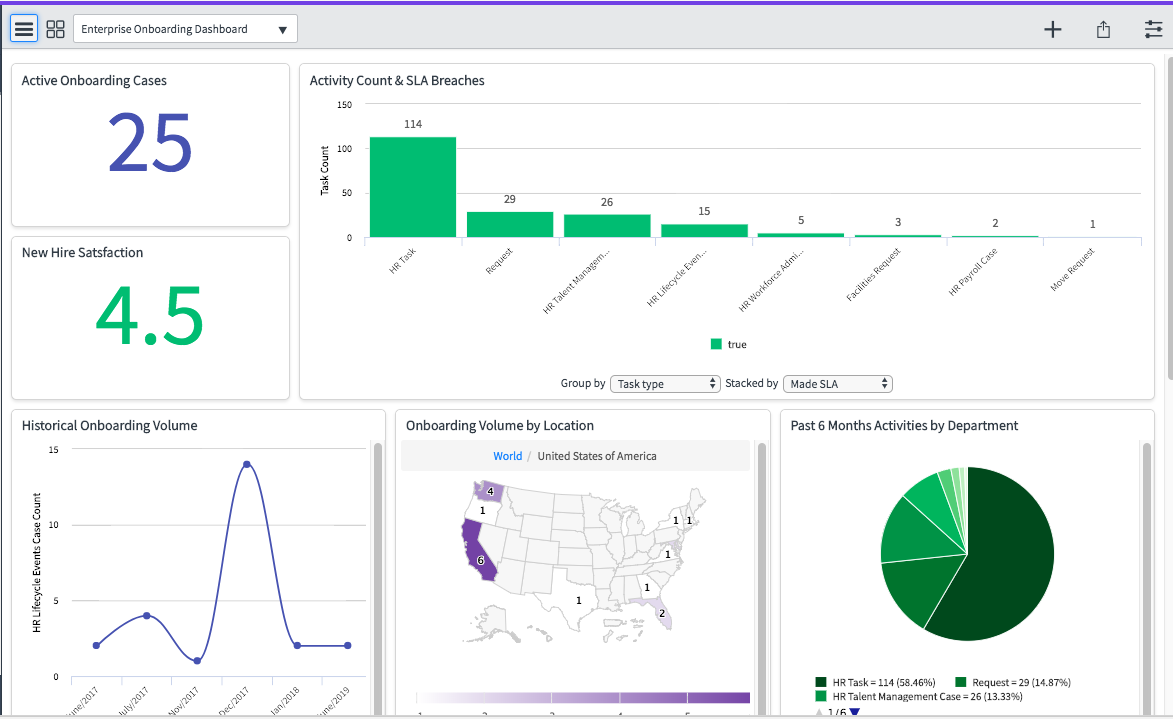 Enterprise Onboarding Dashboard
Active Onboarding Cases
25
New Hire Satsfaction
4.5
Activity Count & SLA Breaches
Task Count
150
100
50
0
114
29
26
15
5
3
2
1
HR Task
Request
HR Talent Managem...
HR Lifecycle Even...
HR Workforce Admi...
Facilities Request
HR Payroll Case
Move Request
true
Group by Task type Stacked by Made SLA
Historical Onboarding Volume
HR Lifecycle Events Case Count
15
10
5
0
June/2017
July/2017
Nov/2017
Dec/2017
Jan/2018
June/2019
Onboarding Volume by Location
World / United States of America
4
1
6
1
1
1
1
1
2
Past 6 Months Activities by Department
HR Task = 114 (58.46%) Request = 29 (14.87%)
HR Talent Management Case = 26 (13.33%)
1/6